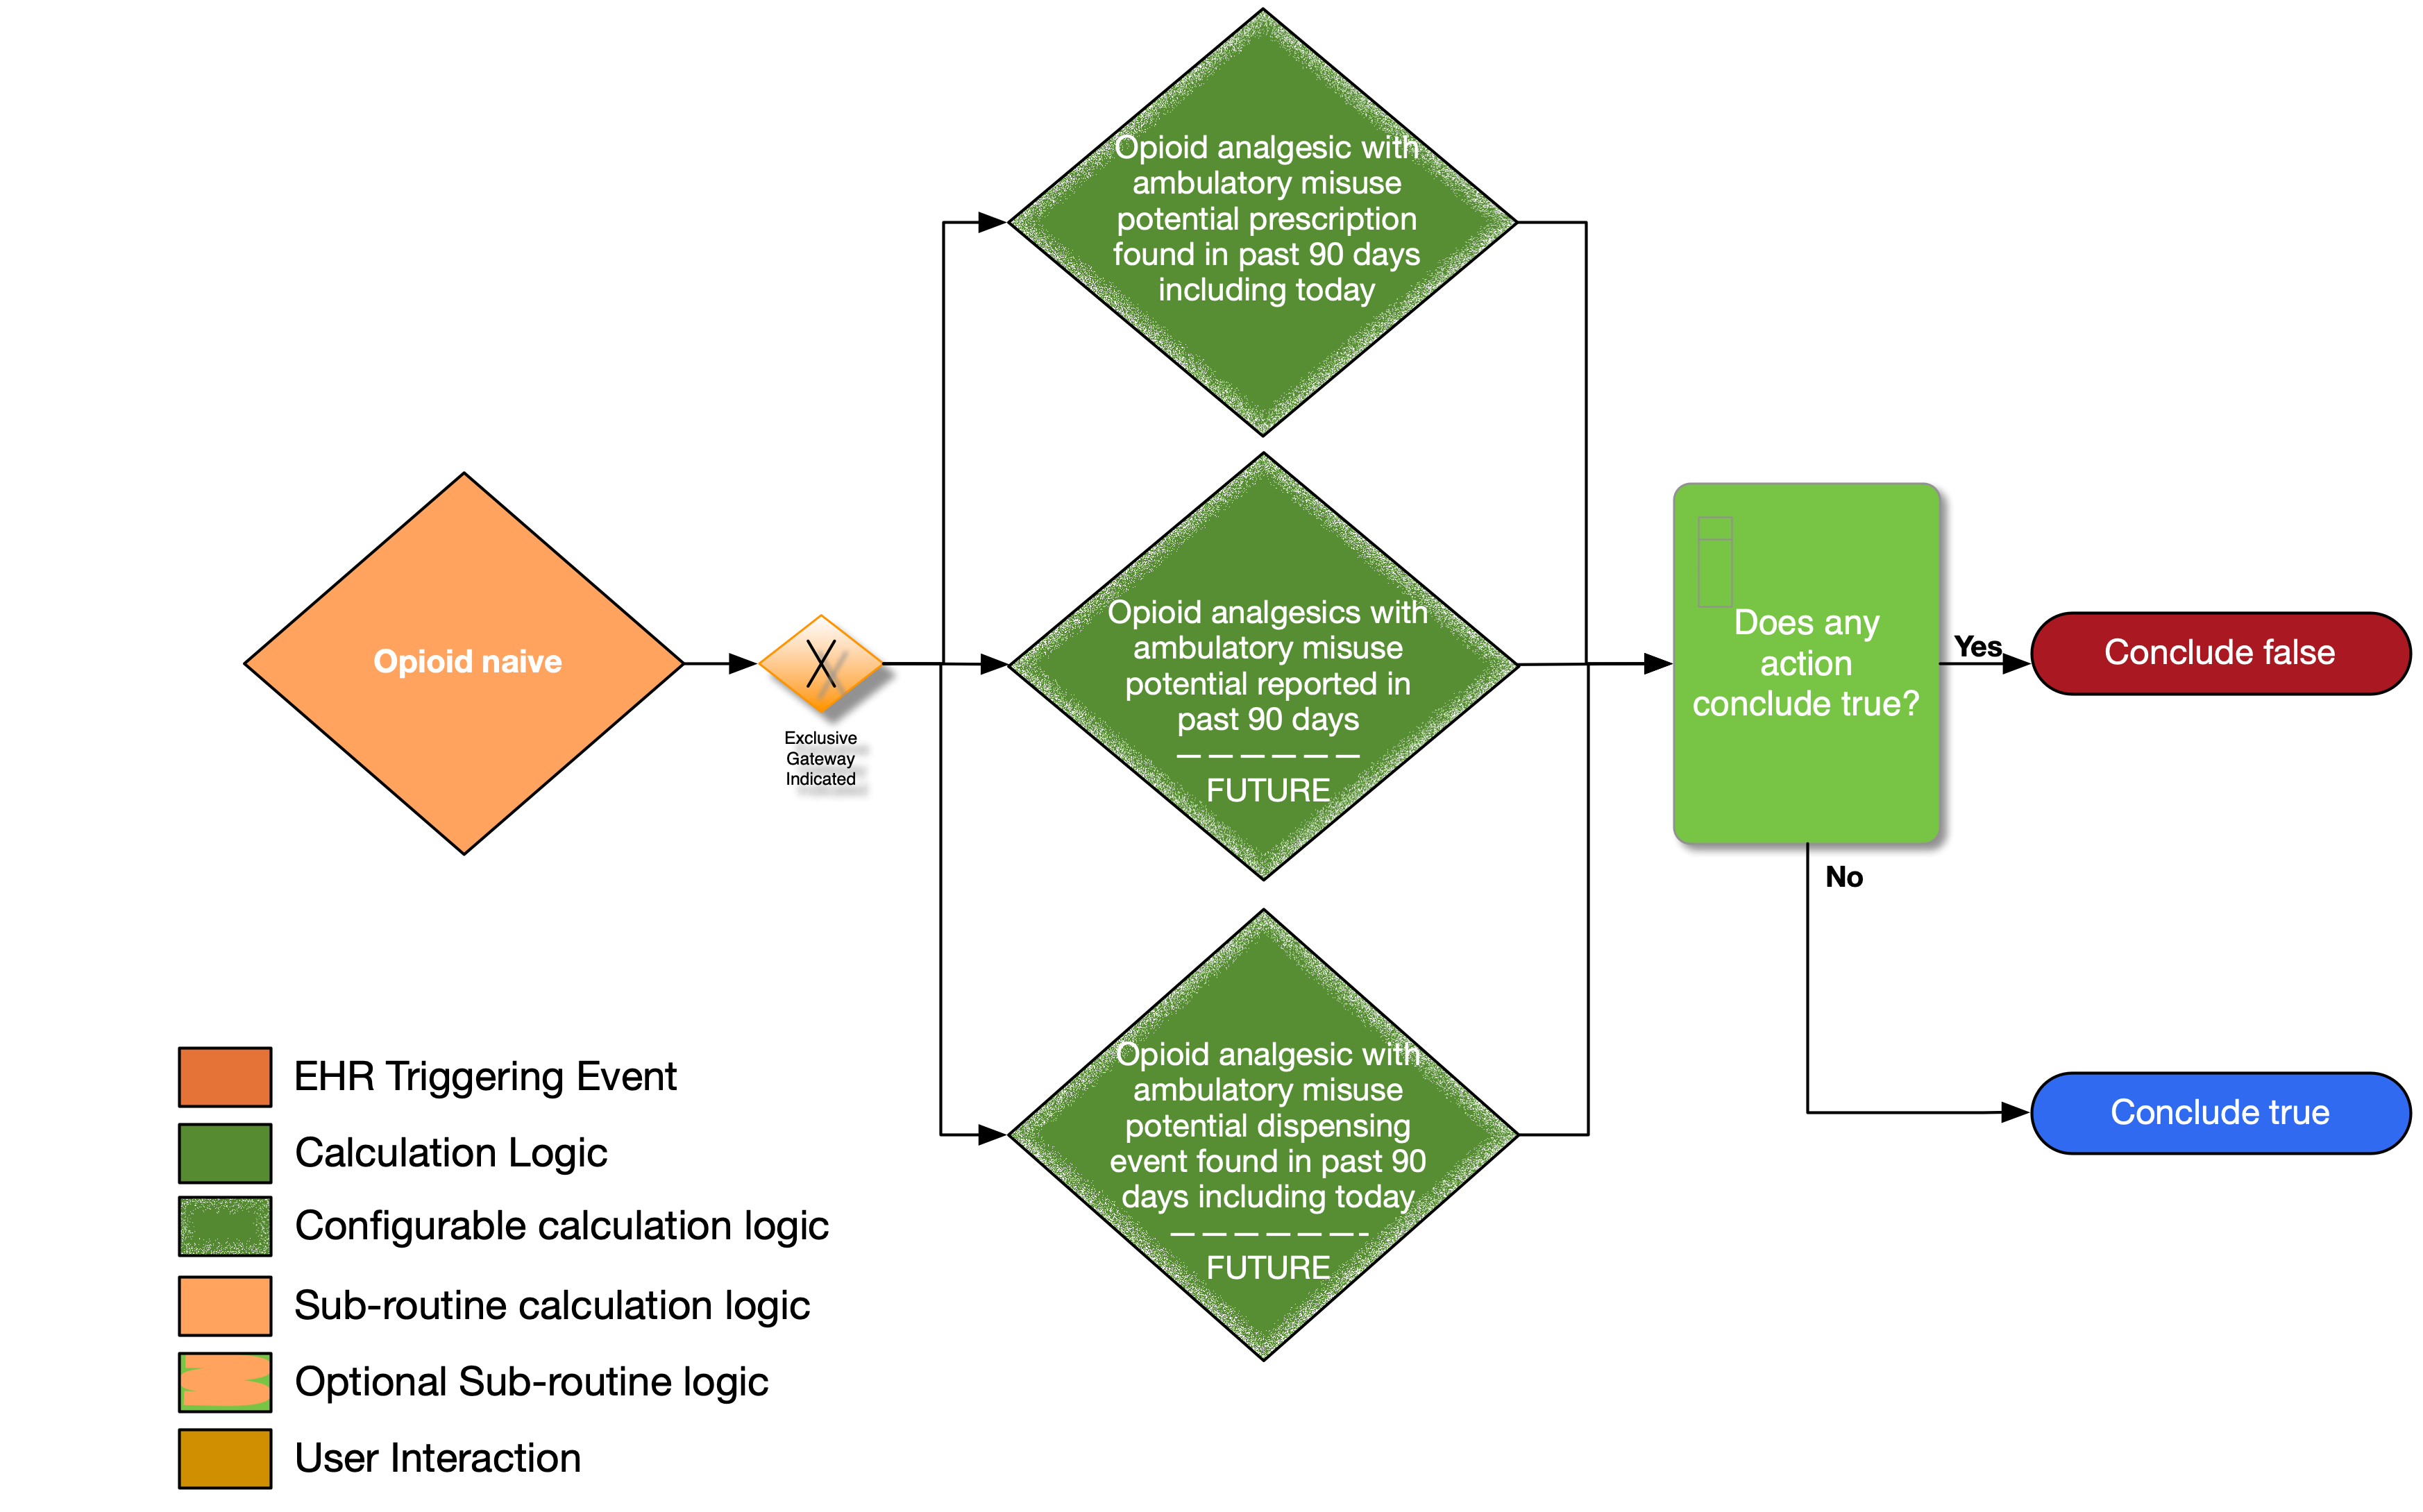 Opioid naive
Exclusive
Gateway
Indicated
Opioid analgesic with
ambulatory misuse
potential prescription
found in past 90 days
including today
Opioid analgesics with
ambulatory misuse
potential reported in
past 90 days
— — — — — —
FUTURE
Opioid analgesic with
ambulatory misuse
potential dispensing
event found in past 90
days including today
— — — — — —-
FUTURE
Does any
action
conclude true?
Yes
Conclude false
No
Conclude true
EHR Triggering Event
Calculation Logic
Configurable calculation logic
Sub-routine calculation logic
Optional Sub-routine logic
User Interaction